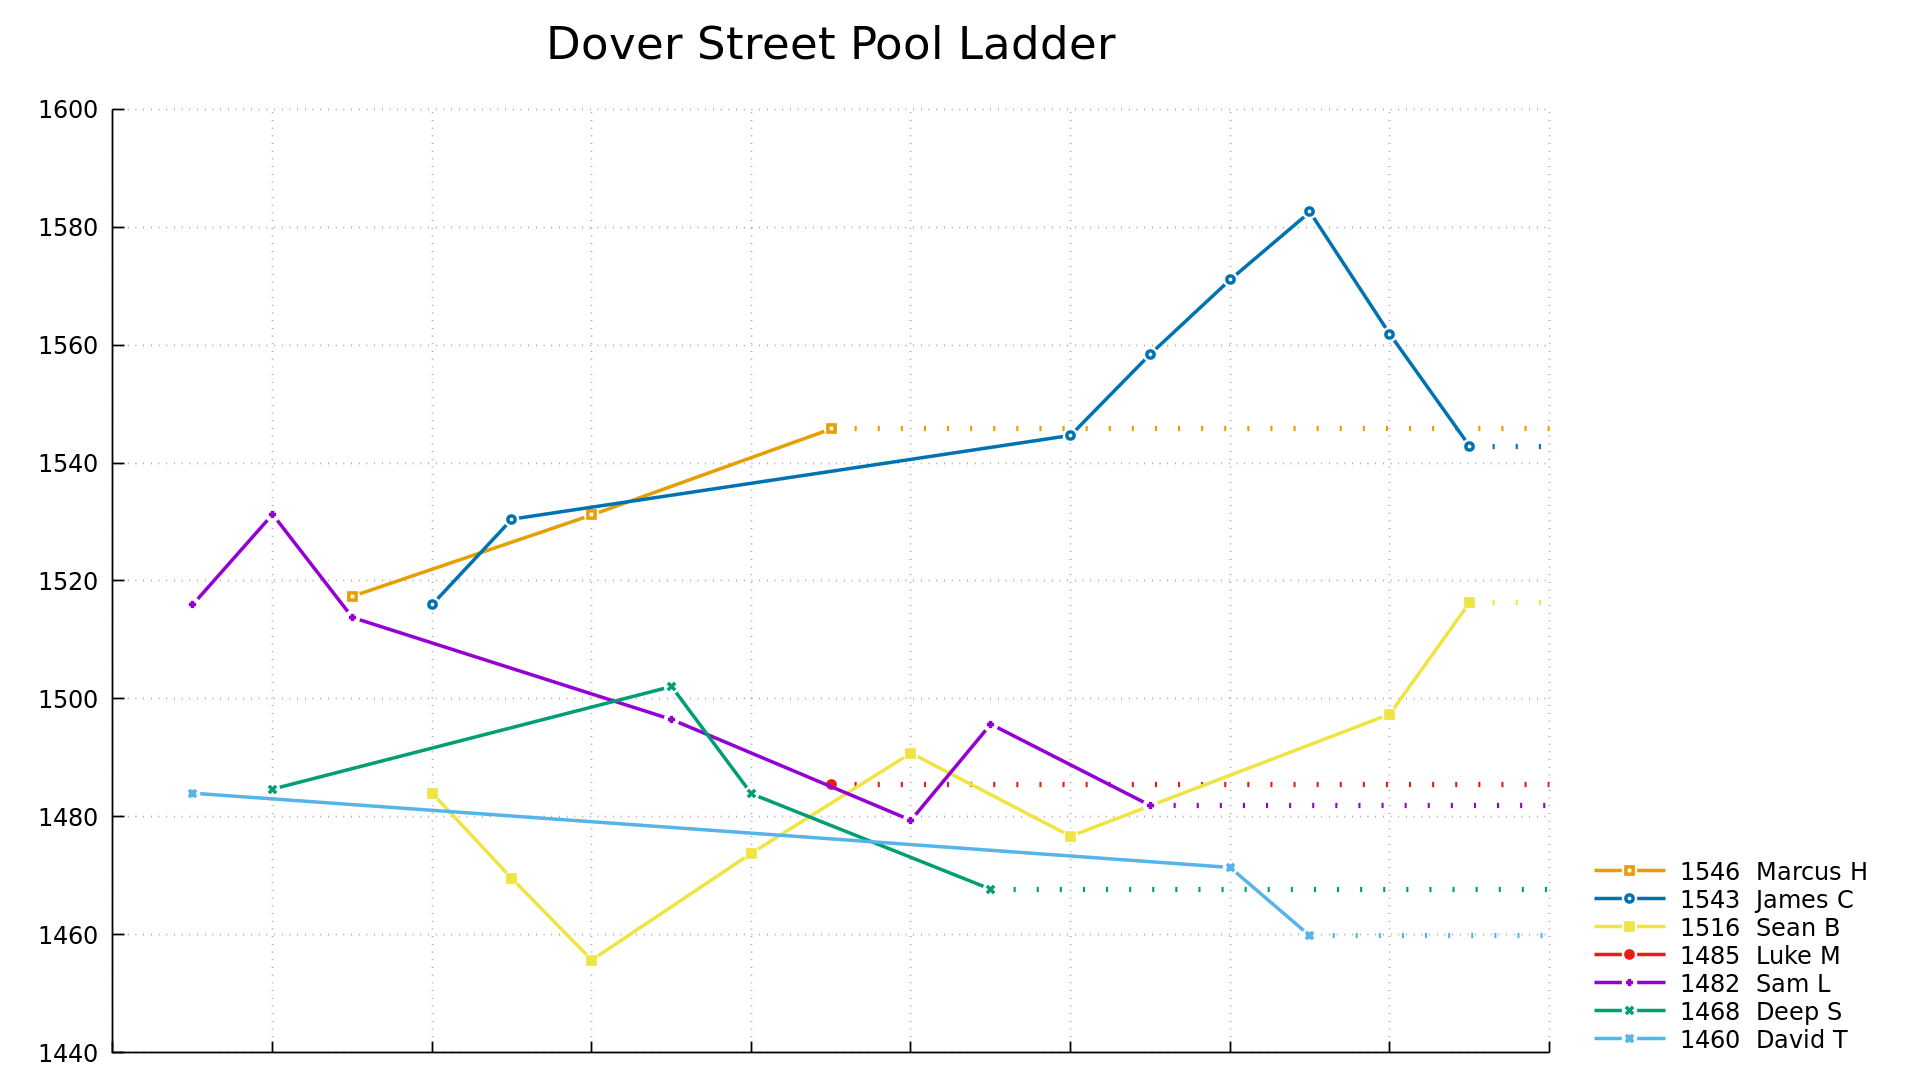 Dover Street Pool Ladder
1600
1580
1560
1540
1520
1500
1480
1460
1440
1546 Marcus H
1543 James C
1516 Sean B
1485 Luke M
1482 Sam L
1468 Deep S
1460 David T